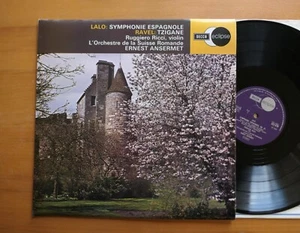 LALO: SYMPHONIE ESPAGNOLE
RAVEL: TZIGANE
Ruggiero Ricci, violin
L'Orchestre de la Suisse Romande
ERNEST ANSERMET
DECCA
eclipse